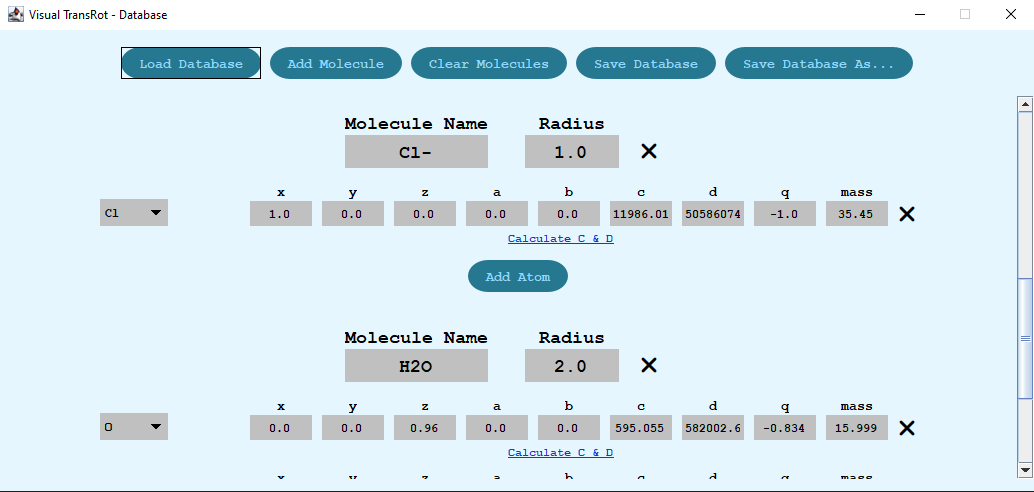 Visual TransRot - Database
Load Database Add Molecule Clear Molecules Save Database Save Database As...
Molecule Name Radius
Cl- 1.0
x y z a b c d q mass
Cl 1.0 0.0 0.0 0.0 0.0 11986.01 50586074 -1.0 35.45
Calculate C & D
Add Atom
Molecule Name Radius
H2O 2.0
x y z a b c d q mass
O 0.0 0.0 0.96 0.0 0.0 595.055 582002.6 -0.834 15.999
Calculate C & D
x y z a b c d q mass